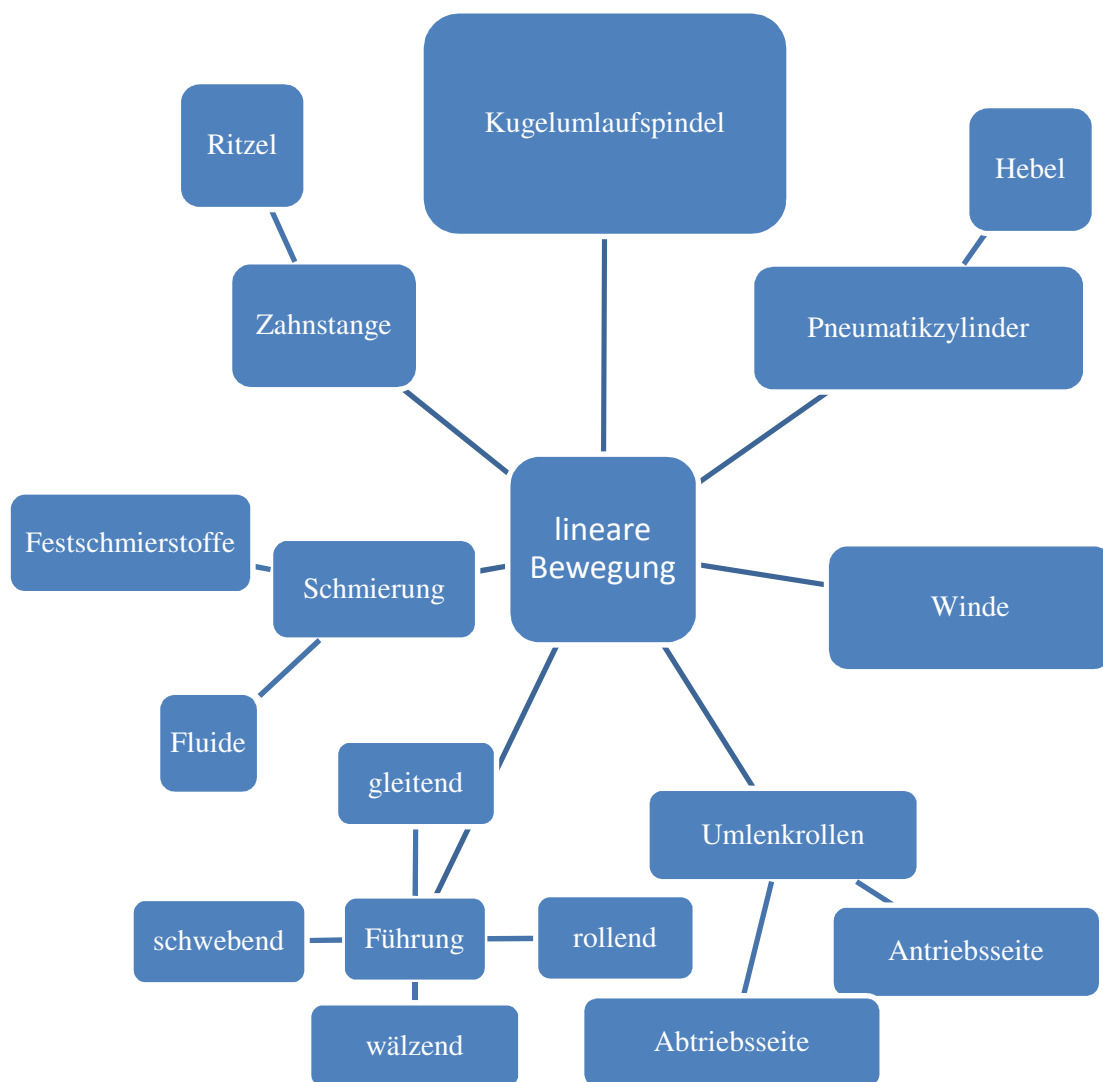 Kugelumlaufspindel
Ritzel
Hebel
Zahnstange
Pneumatikzylinder
lineare
Bewegung
Festschmierstoffe
Schmierung
Winde
Fluide
gleitend
Umlenkrollen
schwebend
Führung
rollend
Antriebsseite
wälzend
Abtriebsseite